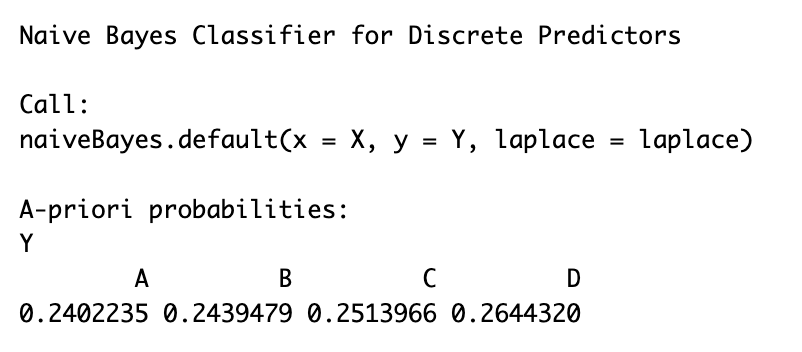 Naive Bayes Classifier for Discrete Predictors
Call:
naiveBayes.default(x = X, y = Y, laplace = laplace)
A-priori probabilities:
Y
A B C D
0.2402235 0.2439479 0.2513966 0.2644320